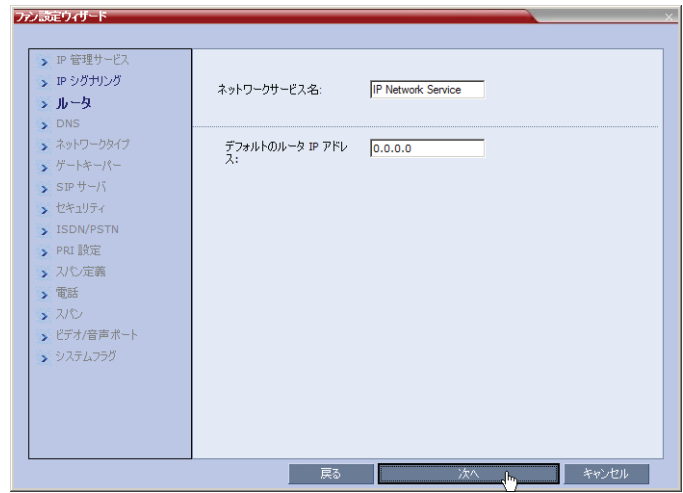 ファン設定ウィザード
IP 管理サービス
IP シグナリング
ルータ
DNS
ネットワークタイプ
ゲートキーパー
SIP サーバ
セキュリティ
ISDN/PSTN
PRI 設定
スパン定義
電話
スパン
ビデオ/音声ポート
システムフラグ
ネットワークサービス名:
IP Network Service
デフォルトのルータ IP アドレ
ス:
0.0.0.0
戻る
次へ
キャンセル